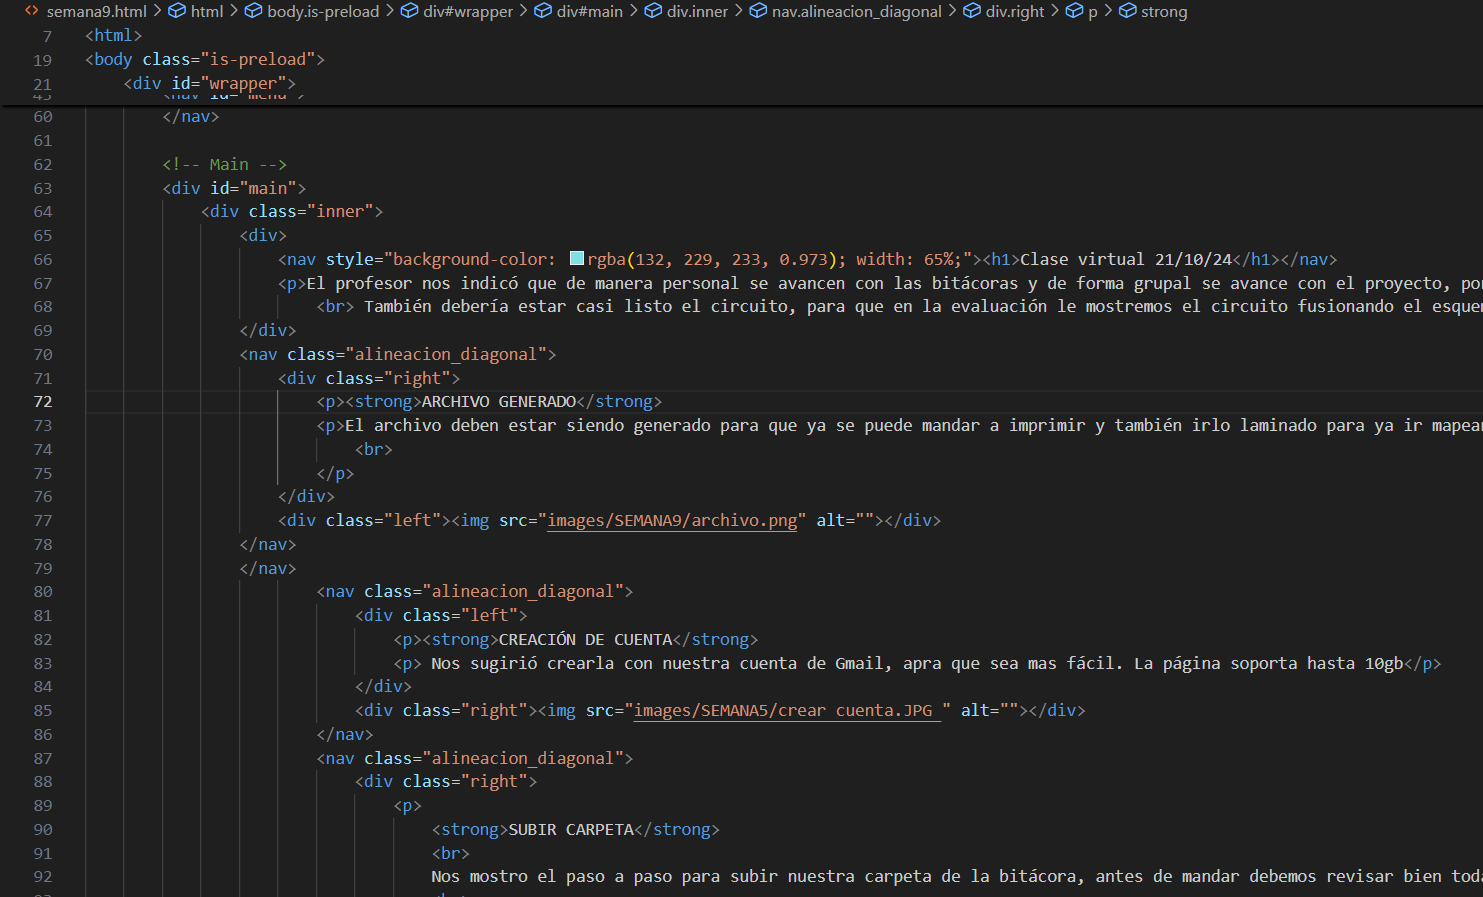 <> semana9.html > html > body.is-preload > div#wrapper > div#main > div.inner > nav.alineacion_diagonal > div.right > p > strong
7 <html>
19 <body class="is-preload">
21 <div id="wrapper">
45 <nav id="menu">
60 </nav>
61
62 <!-- Main -->
63 <div id="main">
64 <div class="inner">
65 <div>
66 <nav style="background-color: rgba(132, 229, 233, 0.973); width: 65%;"><h1>Clase virtual 21/10/24</h1></nav>
67 <p>El profesor nos indicó que de manera personal se avancen con las bitácoras y de forma grupal se avance con el proyecto, por
68 <br> También debería estar casi listo el circuito, para que en la evaluación le mostremos el circuito fusionando el esque
69 </div>
70 <nav class="alineacion_diagonal">
71 <div class="right">
72 <p><strong>ARCHIVO GENERADO</strong>
73 <p>El archivo deben estar siendo generado para que ya se puede mandar a imprimir y también irlo laminado para ya ir mapear
74 <br>
75 </p>
76 </div>
77 <div class="left"><img src="images/SEMANA9/archivo.png" alt=""></div>
78 </nav>
79 </nav>
80 <nav class="alineacion_diagonal">
81 <div class="left">
82 <p><strong>CREACIÓN DE CUENTA</strong>
83 <p> Nos sugirió crearla con nuestra cuenta de Gmail, apra que sea mas fácil. La página soporta hasta 10gb</p>
84 </div>
85 <div class="right"><img src="images/SEMANA5/crear cuenta.JPG " alt=""></div>
86 </nav>
87 <nav class="alineacion_diagonal">
88 <div class="right">
89 <p>
90 <strong>SUBIR CARPETA</strong>
91 <br>
92 Nos mostro el paso a paso para subir nuestra carpeta de la bitácora, antes de mandar debemos revisar bien toda